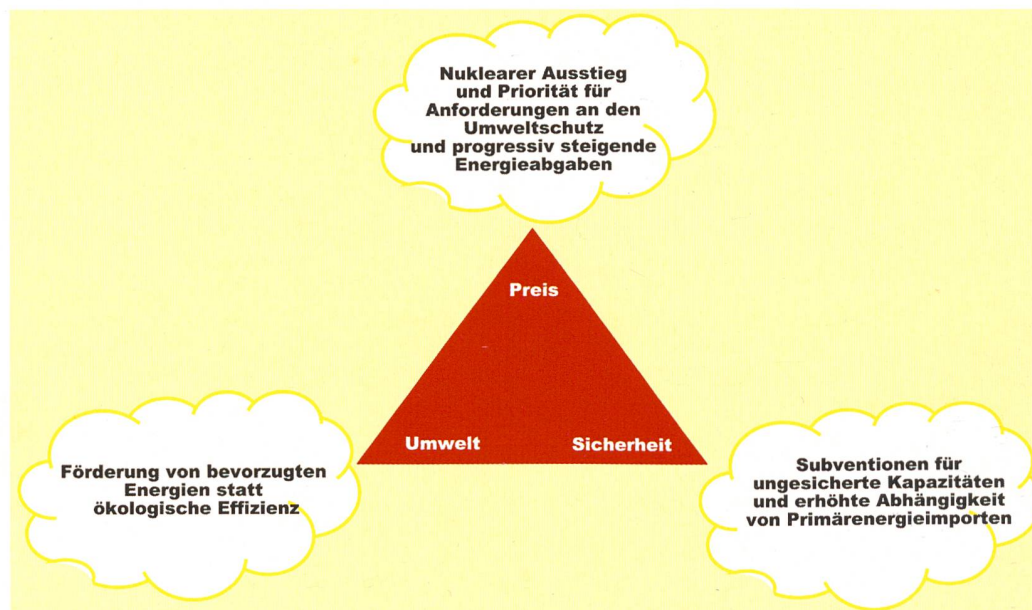 Nuklearer Ausstieg
und Priorität für
Anforderungen an den
Umweltschutz
und progressiv steigende
Energieabgaben
Preis
Umwelt
Sicherheit
Förderung von bevorzugten
Energien statt
ökologische Effizienz
Subventionen für
ungesicherte Kapazitäten
und erhöhte Abhängigkeit
von Primärenergieimporten